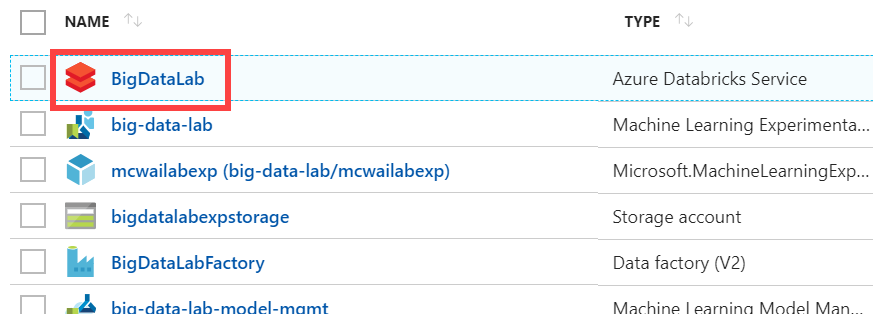 NAME TYPE
BigDataLab Azure Databricks Service
big-data-lab Machine Learning Experimenta...
mcwailabexp (big-data-lab/mcwailabexp) Microsoft.MachineLearningExp...
bigdatalabexpstorage Storage account
BigDataLabFactory Data factory (V2)
big-data-lab-model-mgmt Machine Learning Model Man...